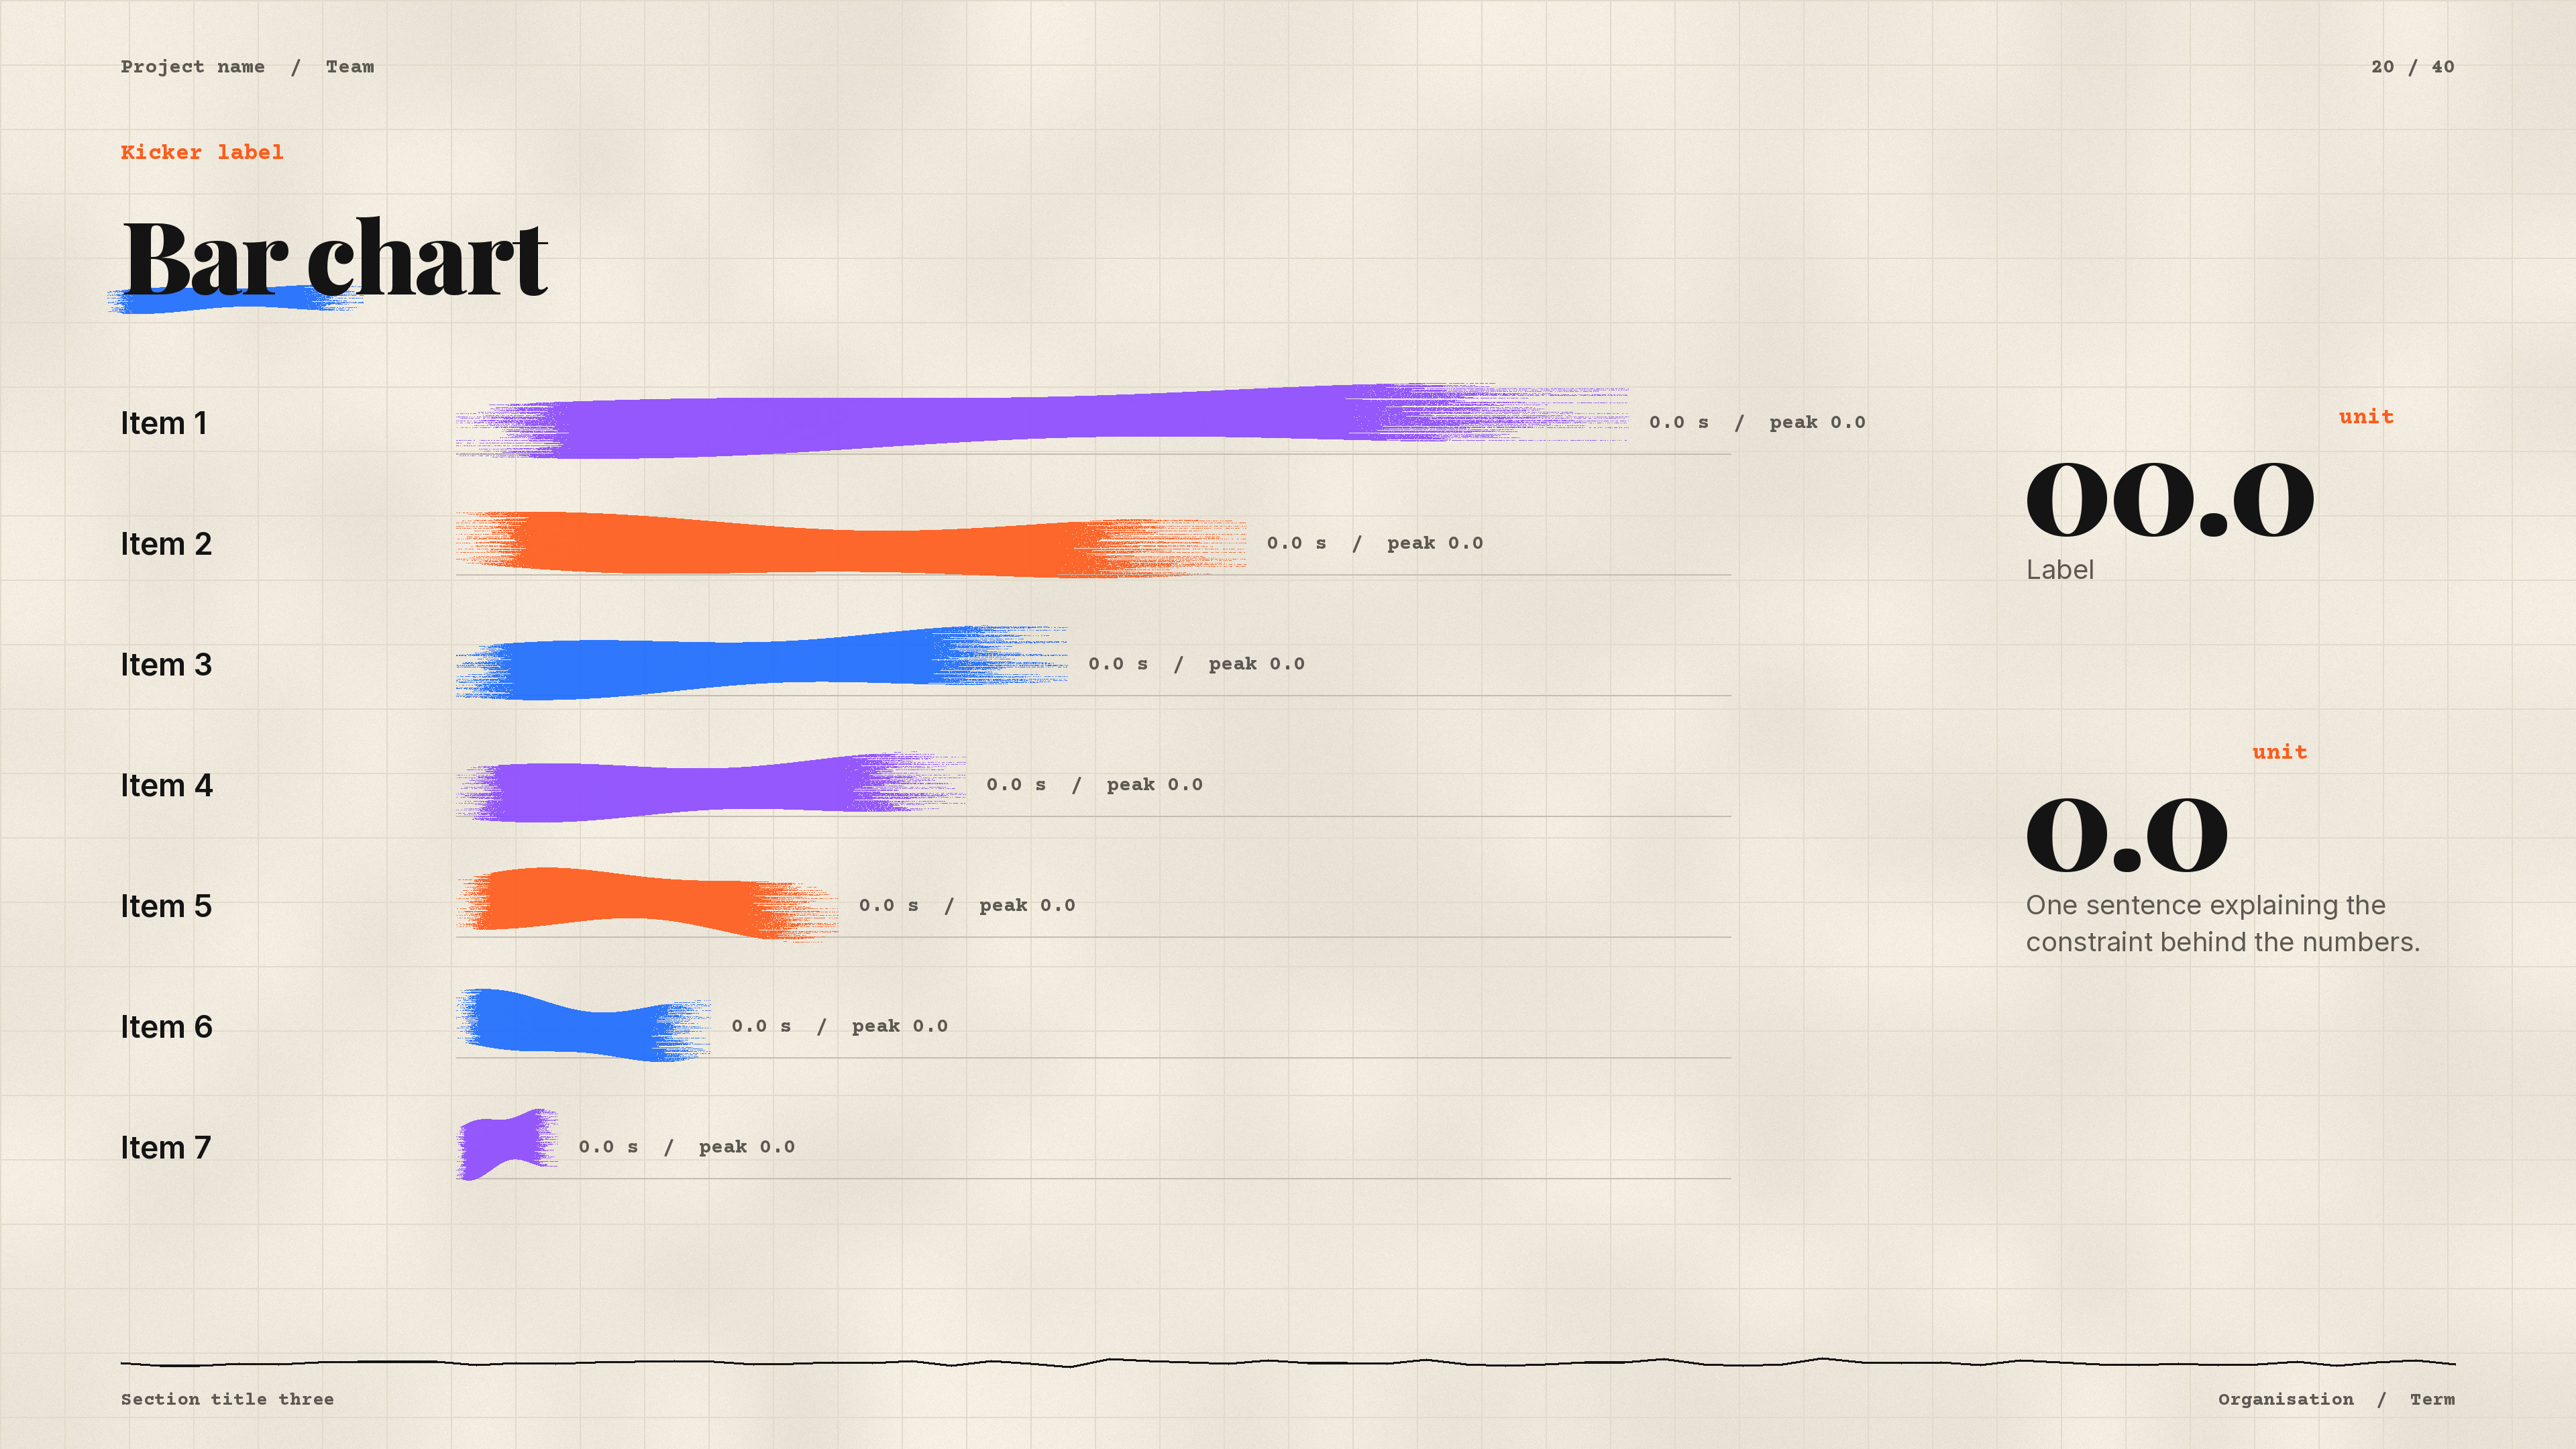 Project name / Team
20 / 40
Kicker label
Bar chart
Item 1
0.0 s / peak 0.0
Item 2
0.0 s / peak 0.0
Item 3
0.0 s / peak 0.0
Item 4
0.0 s / peak 0.0
Item 5
0.0 s / peak 0.0
Item 6
0.0 s / peak 0.0
Item 7
0.0 s / peak 0.0
unit
00.0
Label
unit
0.0
One sentence explaining the
constraint behind the numbers.
Section title three
Organisation / Term